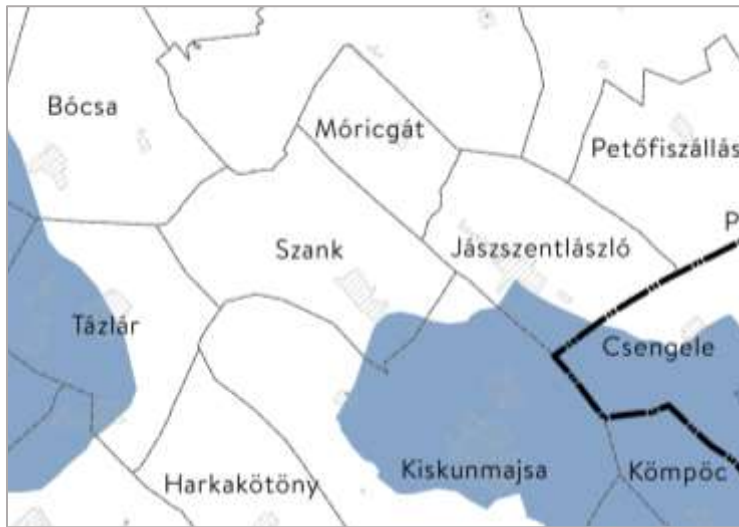 Bócsa
Móricgát
Petőfiszállás
P
Szank
Jászszentlászló
Tázlár
Csengele
Harkakötöny
Kiskunmajsa
Kömpöc